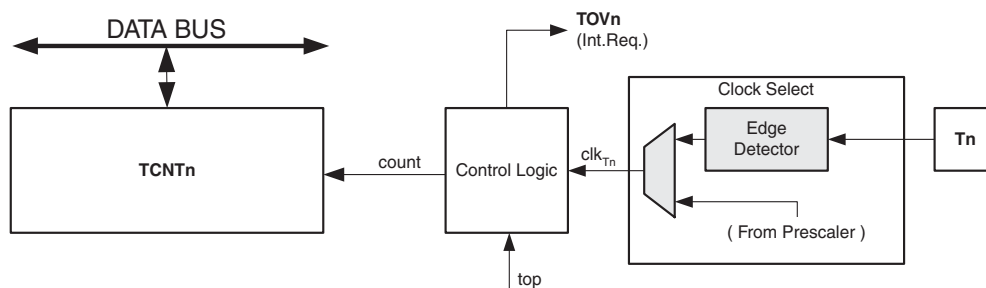 DATA BUS
TOVn
(Int.Req.)
Clock Select
TCNTn
count
Control Logic
clkTn
Edge
Detector
Tn
( From Prescaler )
top